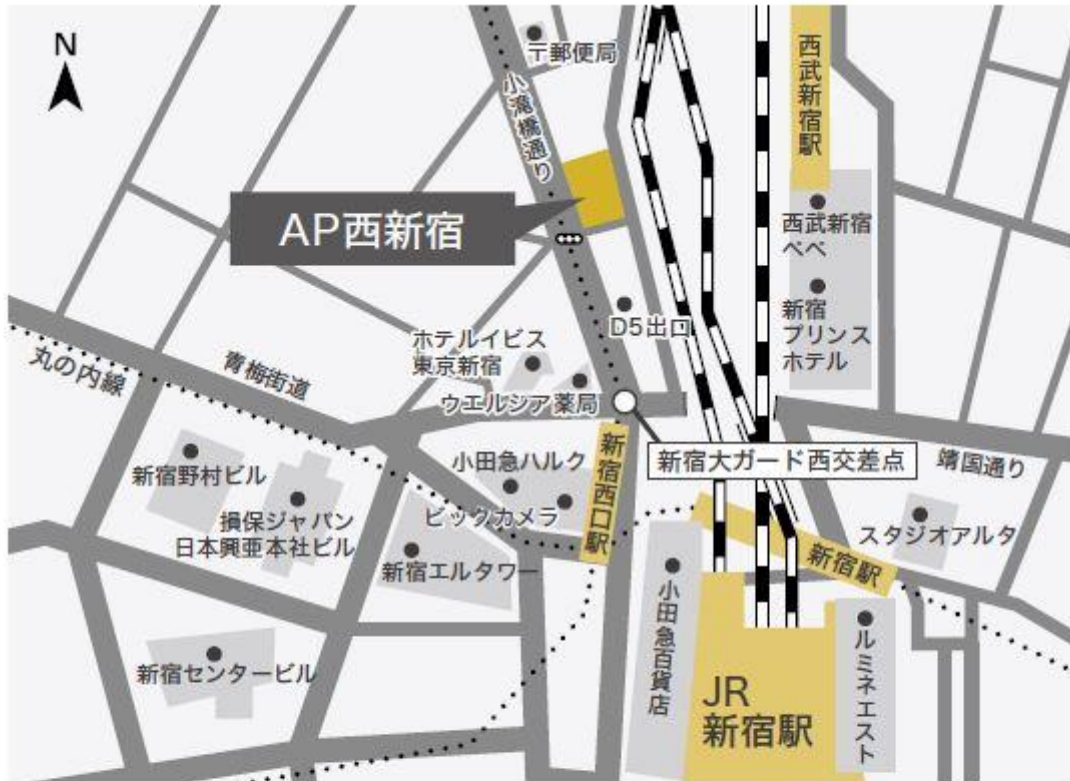 N
〒郵便局
小滝橋通り
西武新宿駅
AP西新宿
西武新宿
ペペ
新宿
プリンス
ホテル
D5出口
ホテルイビス
東京新宿
ウエルシア薬局
丸の内線
青梅街道
新宿大ガード西交差点
靖国通り
新宿西口駅
小田急ハルク
ビックカメラ
新宿野村ビル
損保ジャパン
日本興亜本社ビル
新宿エルタワー
スタジオアルタ
新宿駅
小田急百貨店
ルミネエスト
新宿センタービル
JR
新宿駅